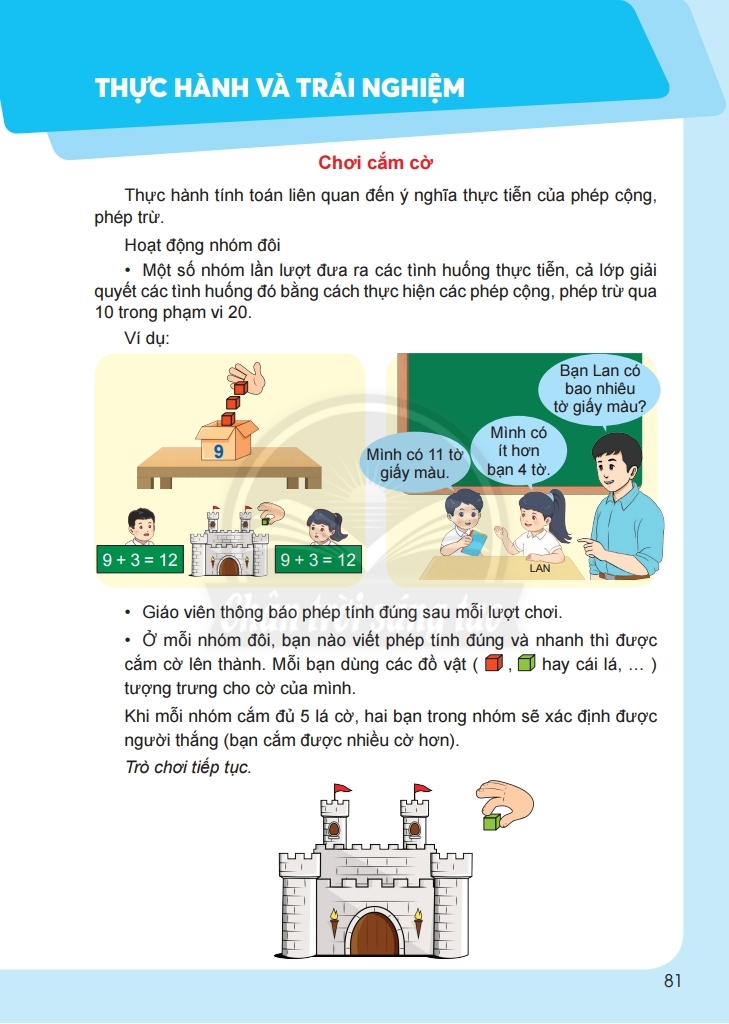 THỰC HÀNH VÀ TRẢI NGHIỆM
Chơi cắm cờ
Thực hành tính toán liên quan đến ý nghĩa thực tiễn của phép cộng,
phép trừ.
Hoạt động nhóm đôi
• Một số nhóm lần lượt đưa ra các tình huống thực tiễn, cả lớp giải
quyết các tình huống đó bằng cách thực hiện các phép cộng, phép trừ qua
10 trong phạm vi 20.
Ví dụ:
9
9 + 3 = 12
9 + 3 = 12
Bạn Lan có
bao nhiêu
tờ giấy màu?
Mình có
ít hơn
bạn 4 tờ.
Mình có 11 tờ
giấy màu.
LAN
Chân trời sáng tạo
• Giáo viên thông báo phép tính đúng sau mỗi lượt chơi.
• Ở mỗi nhóm đôi, bạn nào viết phép tính đúng và nhanh thì được
cắm cờ lên thành. Mỗi bạn dùng các đồ vật ( , hay cái lá, ... )
tượng trưng cho cờ của mình.
Khi mỗi nhóm cắm đủ 5 lá cờ, hai bạn trong nhóm sẽ xác định được
người thắng (bạn cắm được nhiều cờ hơn).
Trò chơi tiếp tục.
81